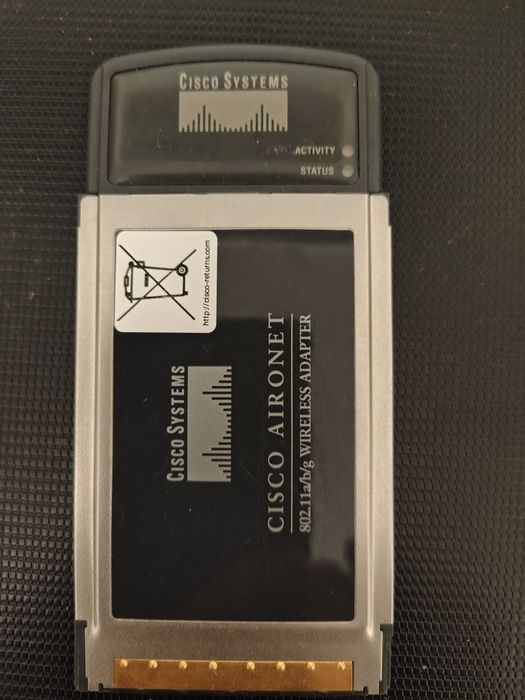 CISCO SYSTEMS
ACTIVITY
STATUS
http://cisco-returns.com
CISCO SYSTEMS
CISCO AIRONET
802.11a/b/g WIRELESS ADAPTER